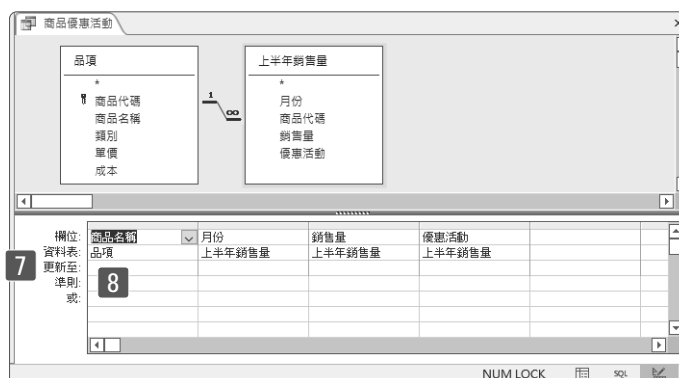 商品優惠活動
品項
*
商品代碼
商品名稱
類別
單價
成本
1
∞
上半年銷售量
*
月份
商品代碼
銷售量
優惠活動
欄位: 商品名稱 月份 銷售量 優惠活動
資料表: 品項 上半年銷售量 上半年銷售量 上半年銷售量
7 更新至:
準則: 8
或:
NUM LOCK SQL